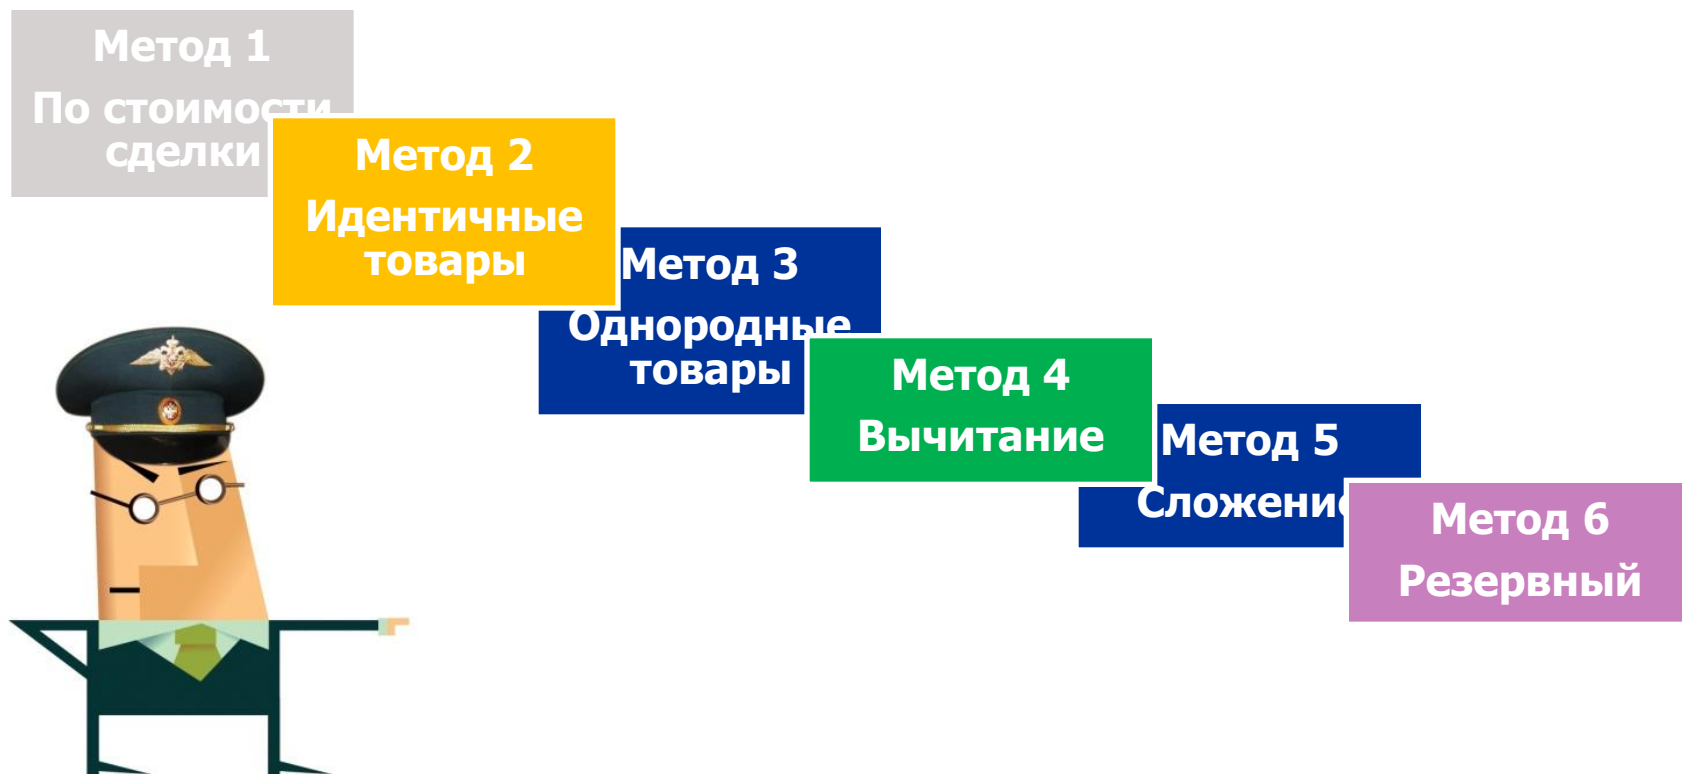 Метод 1
По стоимости
сделки
Метод 2
Идентичные
товары
Метод 3
Однородные
товары
Метод 4
Вычитание
Метод 5
Сложение
Метод 6
Резервный